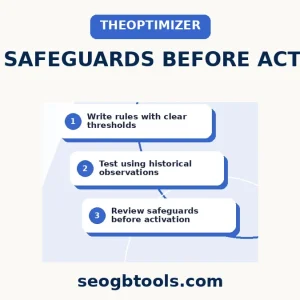 THEOPTIMIZER
SAFEGUARDS BEFORE ACT
1 Write rules with clear
thresholds
2 Test using historical
observations
3 Review safeguards
before activation
seogbtools.com